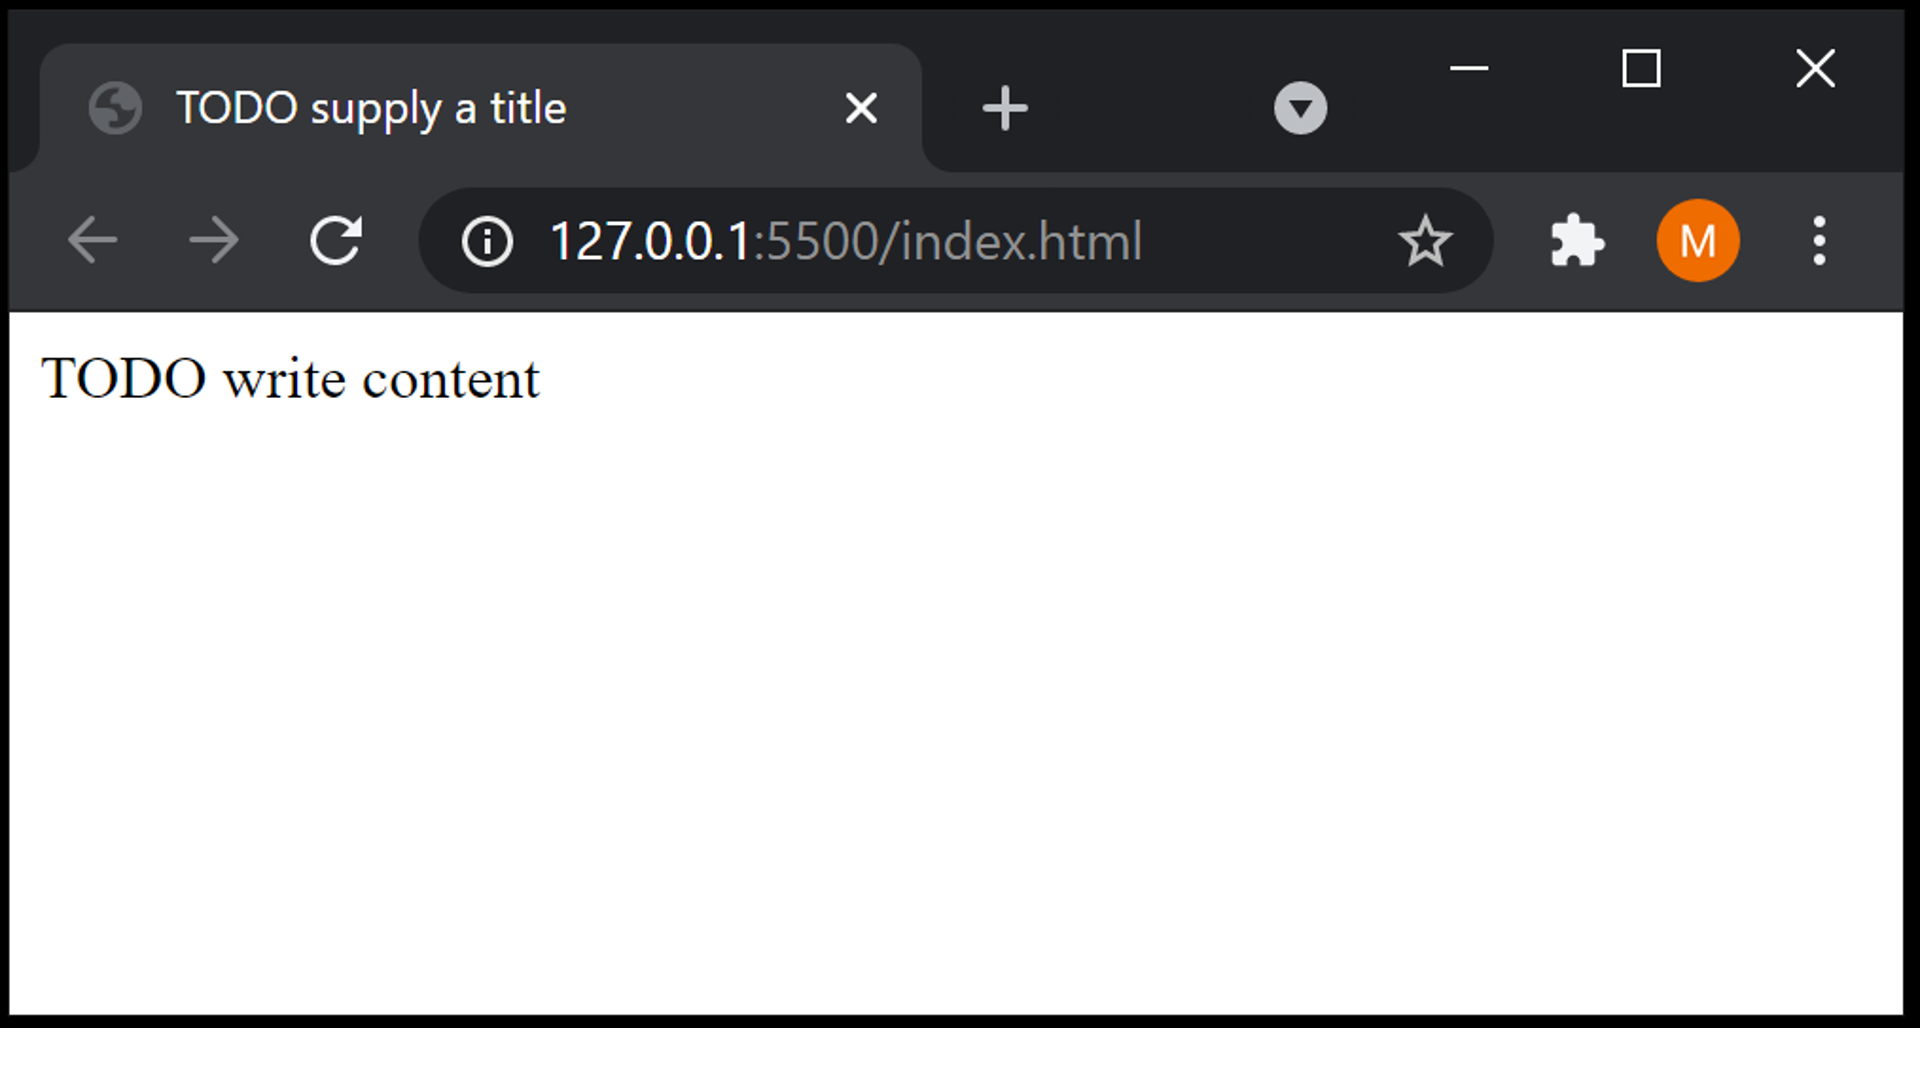 TODO supply a title
127.0.0.1:5500/index.html
M
TODO write content